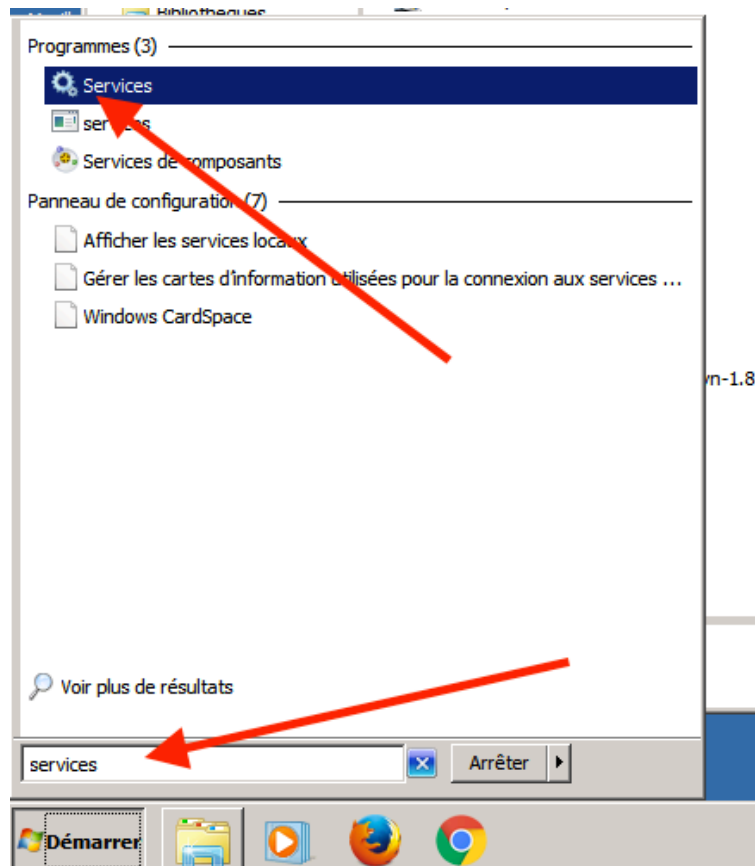 Bibliothèques
Programmes (3)
Services
services
Services de composants
Panneau de configuration (7)
Afficher les services locaux
Gérer les cartes d'information utilisées pour la connexion aux services ...
Windows CardSpace
vn-1.8
Voir plus de résultats
services
Arrêter
Démarrer